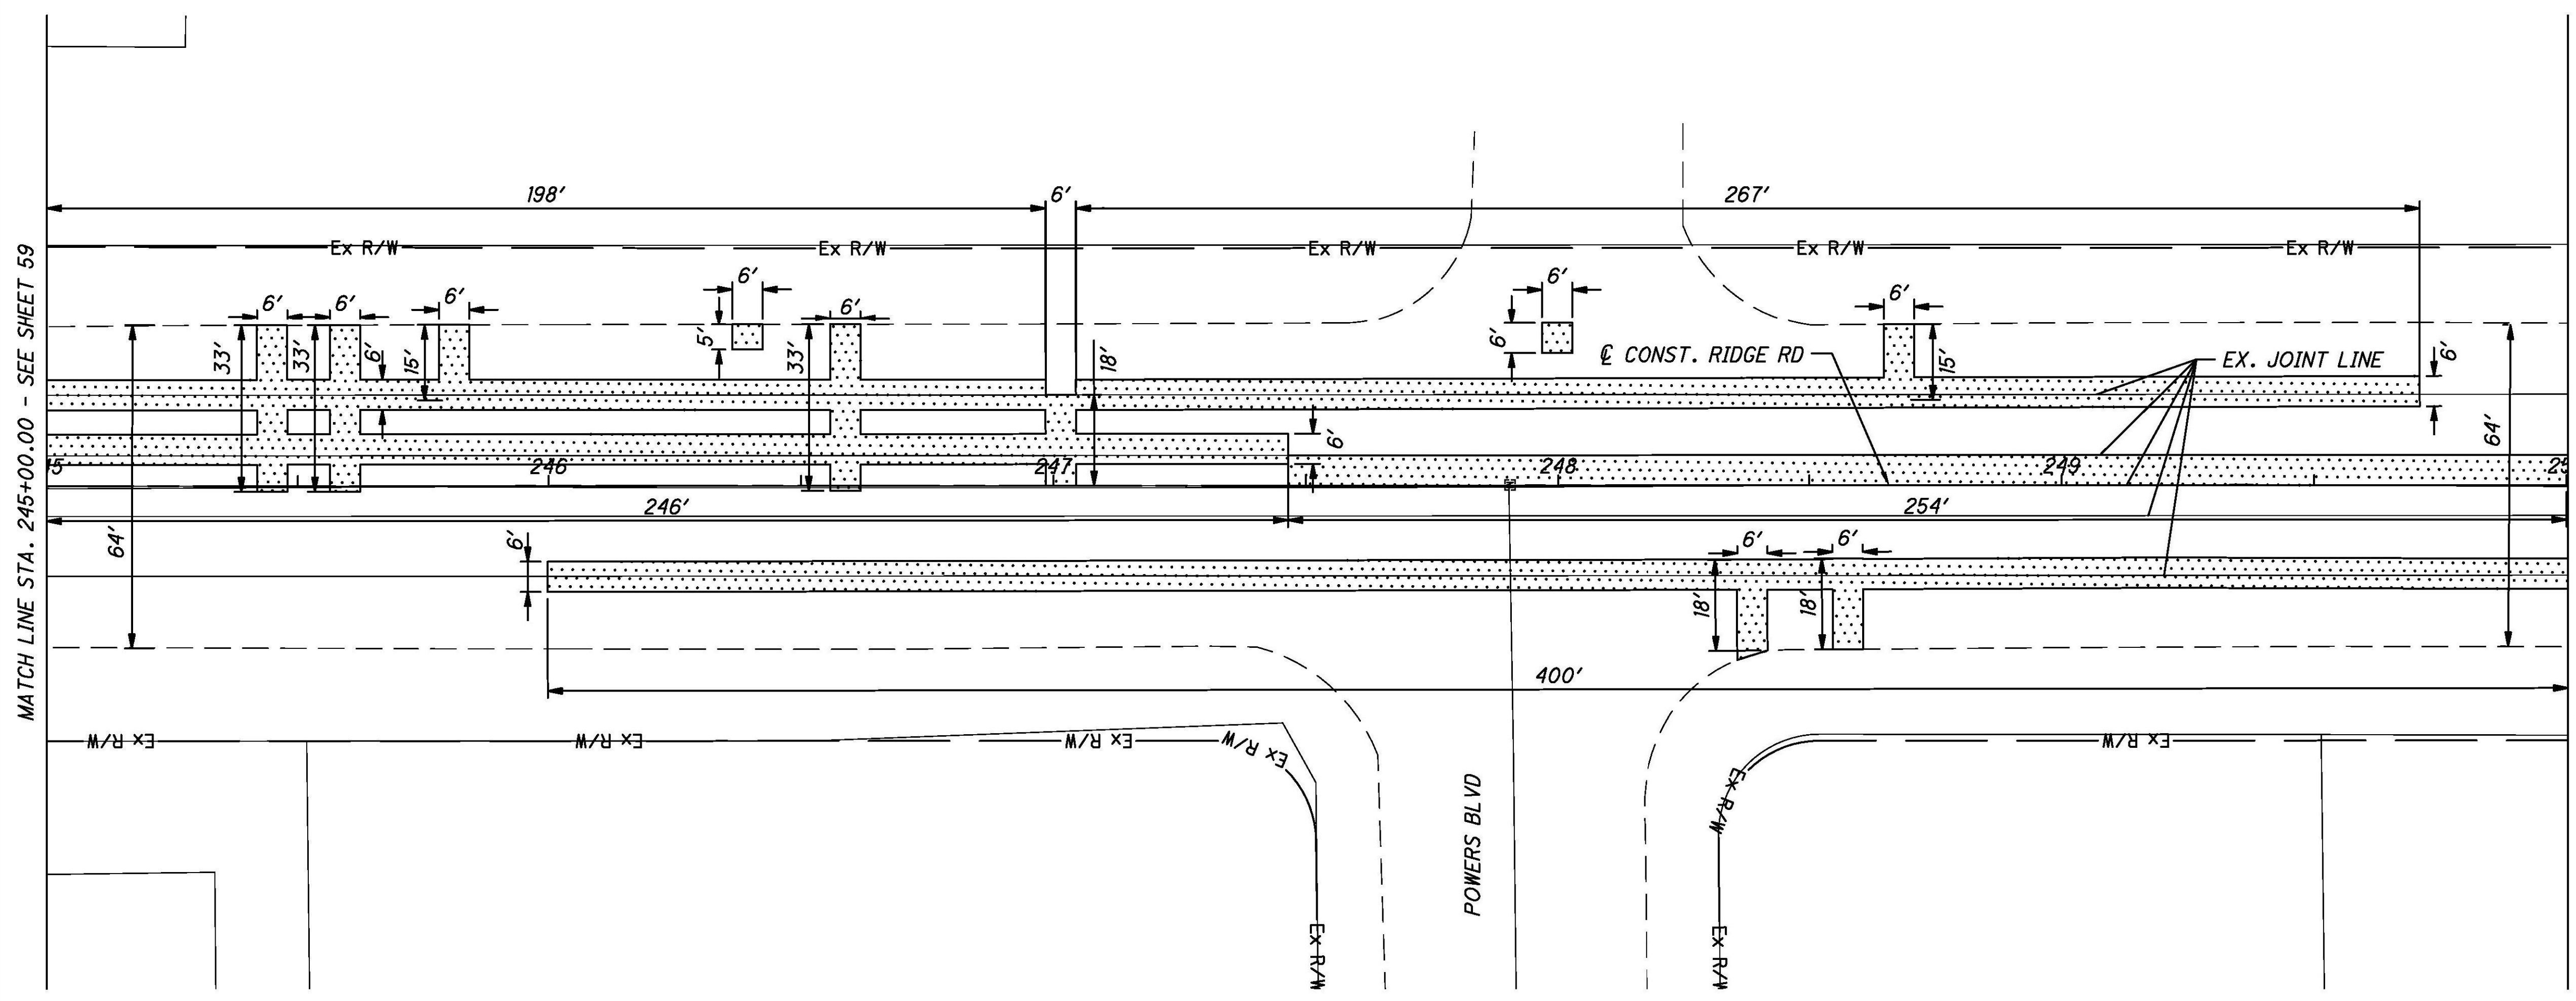 198'
6'
267'
Ex R/W
Ex R/W
Ex R/W
Ex R/W
Ex R/W
6'
6'
6'
6'
6'
6'
6'
33'
33'
6'
15'
5'
33'
18'
6'
℄ CONST. RIDGE RD
15'
EX. JOINT LINE
6'
64'
MATCH LINE STA. 245+00.00 - SEE SHEET 59
6'
246
247
248
249
246'
254'
64'
6'
6'
6'
18'
18'
400'
Ex R/W
Ex R/W
Ex R/W
Ex R/W
Ex R/W
Ex R/W
Ex R/W
POWERS BLVD
Ex R/W
Ex R/W